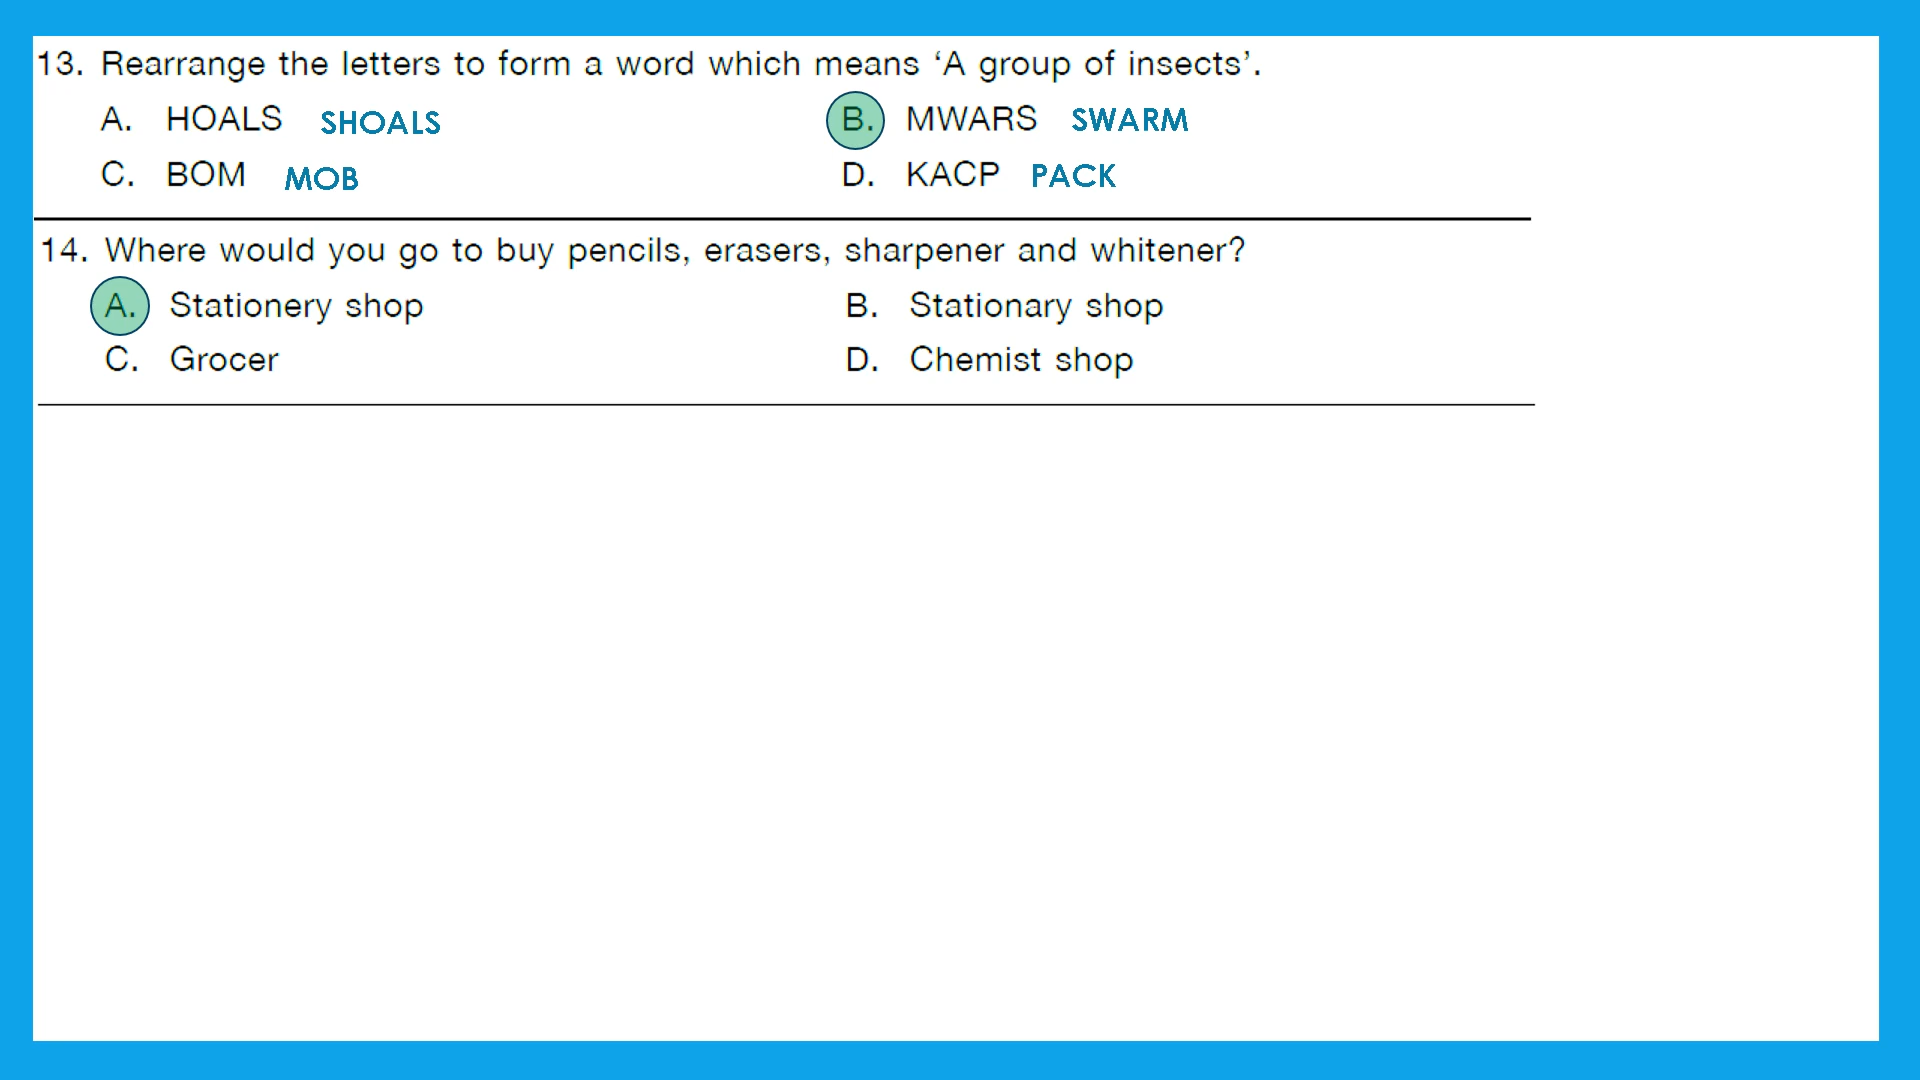 13. Rearrange the letters to form a word which means ‘A group of insects’.
A. HOALS SHOALS B. MWARS SWARM
C. BOM MOB D. KACP PACK
14. Where would you go to buy pencils, erasers, sharpener and whitener?
A. Stationery shop B. Stationary shop
C. Grocer D. Chemist shop